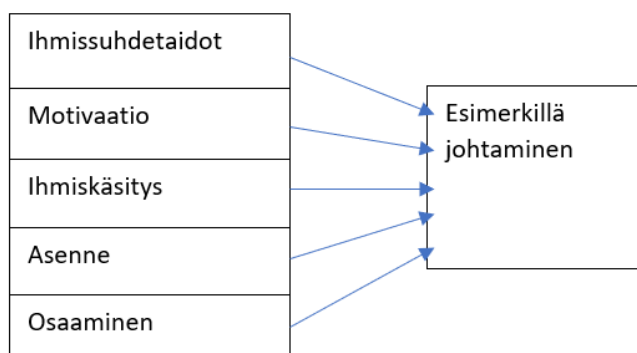 Ihmissuhdetaidot
Motivaatio
Ihmiskäsitys
Asenne
Osaaminen
Esimerkillä
johtaminen